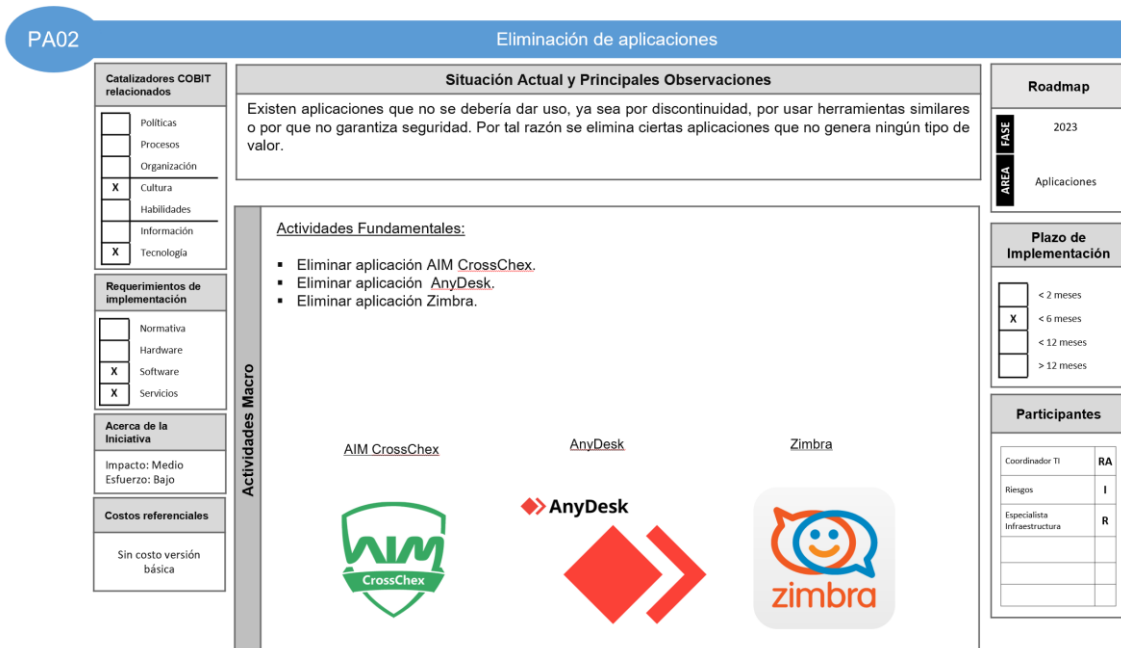 PA02
Eliminación de aplicaciones
Catalizadores COBIT
relacionados
Políticas
Procesos
Organización
X Cultura
Habilidades
Información
X Tecnología
Requerimientos de
implementación
Normativa
Hardware
X Software
X Servicios
Acerca de la
Iniciativa
Impacto: Medio
Esfuerzo: Bajo
Costos referenciales
Sin costo versión
básica
Situación Actual y Principales Observaciones
Existen aplicaciones que no se debería dar uso, ya sea por discontinuidad, por usar herramientas similares
o por que no garantiza seguridad. Por tal razón se elimina ciertas aplicaciones que no genera ningún tipo de
valor.
Actividades Macro
Actividades Fundamentales:
▪ Eliminar aplicación AIM CrossChex.
▪ Eliminar aplicación AnyDesk.
▪ Eliminar aplicación Zimbra.
AIM CrossChex
AnyDesk
Zimbra
AIM
CrossChex
AnyDesk
zimbra
Roadmap
FASE
2023
AREA
Aplicaciones
Plazo de
Implementación
< 2 meses
X < 6 meses
< 12 meses
> 12 meses
Participantes
Coordinador TI RA
Riesgos I
Especialista
Infraestructura R